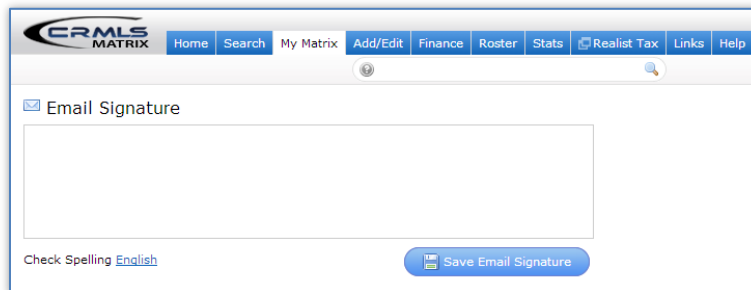 CRMLS
MATRIX
Home Search My Matrix Add/Edit Finance Roster Stats Realist Tax Links Help
Email Signature
Check Spelling English
Save Email Signature